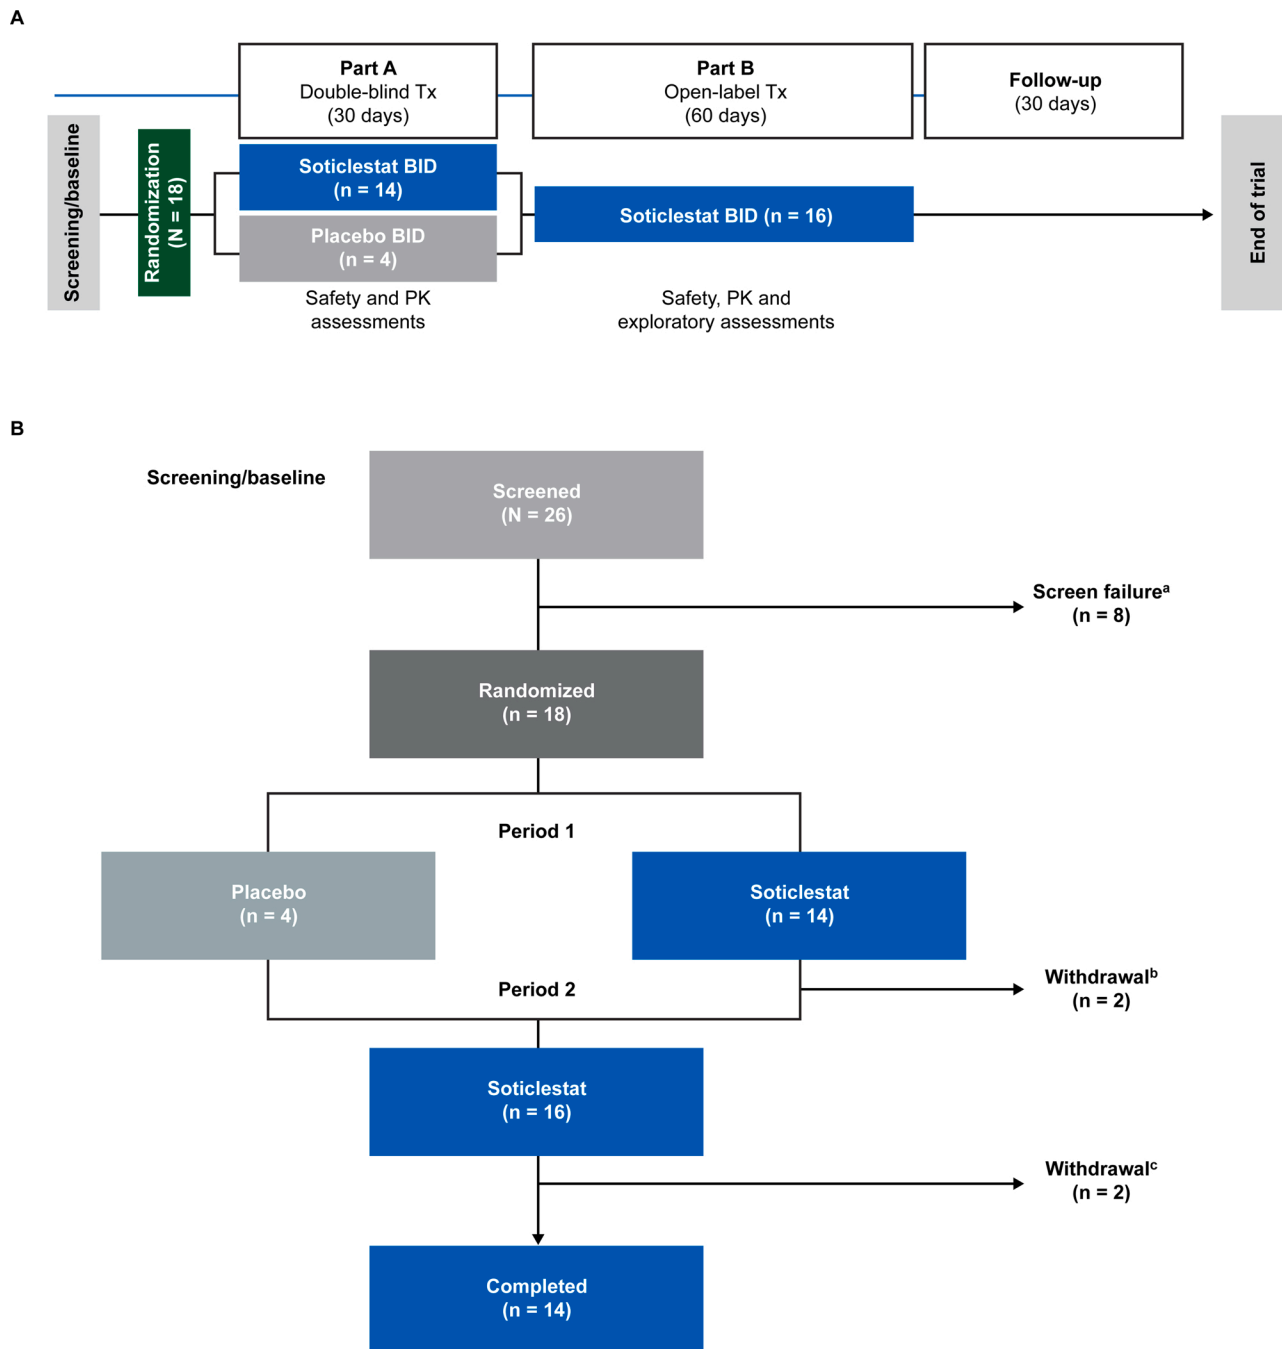 A
Part A
Double-blind Tx
(30 days)
Part B
Open-label Tx
(60 days)
Follow-up
(30 days)
Screening/baseline
Randomization
(N = 18)
Soticlestat BID
(n = 14)
Placebo BID
(n = 4)
Soticlestat BID (n = 16)
End of trial
Safety and PK
assessments
Safety, PK and
exploratory assessments
B
Screening/baseline
Screened
(N = 26)
Screen failureᵃ
(n = 8)
Randomized
(n = 18)
Period 1
Placebo
(n = 4)
Soticlestat
(n = 14)
Period 2
Withdrawalᵇ
(n = 2)
Soticlestat
(n = 16)
Withdrawalᶜ
(n = 2)
Completed
(n = 14)